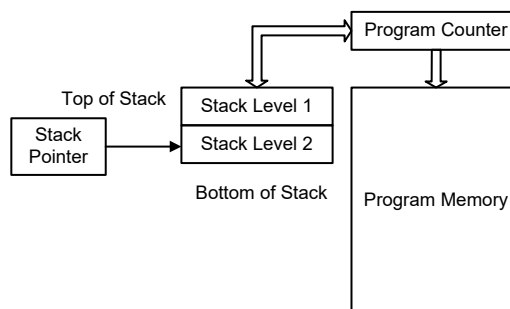 Program Counter
Top of Stack
Stack Level 1
Stack
Pointer
Stack Level 2
Bottom of Stack
Program Memory